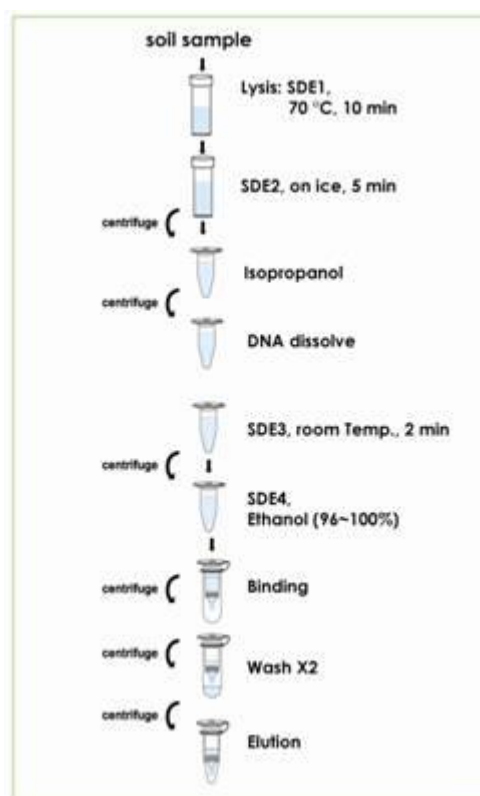 soil sample
Lysis: SDE1,
70 °C, 10 min
SDE2, on ice, 5 min
centrifuge
Isopropanol
centrifuge
DNA dissolve
SDE3, room Temp., 2 min
centrifuge
SDE4,
Ethanol (96~100%)
Binding
centrifuge
centrifuge
Wash X2
centrifuge
Elution